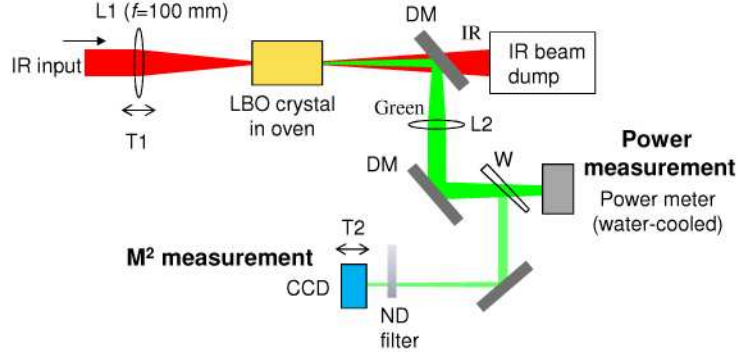 L1 (f=100 mm)
DM
IR
IR input
IR beam
dump
LBO crystal
in oven
T1
Green
L2
DM
W
Power
measurement
Power meter
(water-cooled)
T2
M² measurement
CCD
ND
filter